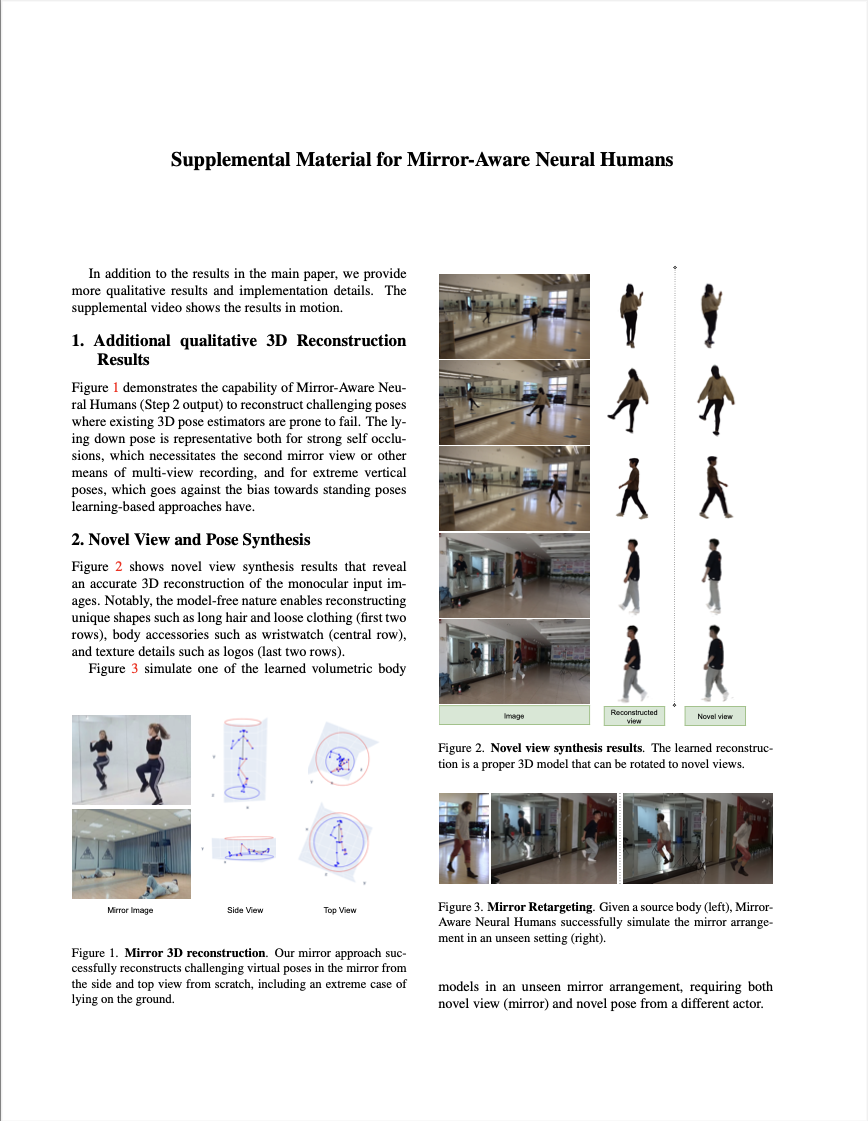 Supplemental Material for Mirror-Aware Neural Humans
In addition to the results in the main paper, we provide
more qualitative results and implementation details. The
supplemental video shows the results in motion.
1. Additional qualitative 3D Reconstruction
Results
Figure 1 demonstrates the capability of Mirror-Aware Neu-
ral Humans (Step 2 output) to reconstruct challenging poses
where existing 3D pose estimators are prone to fail. The ly-
ing down pose is representative both for strong self occlu-
sions, which necessitates the second mirror view or other
means of multi-view recording, and for extreme vertical
poses, which goes against the bias towards standing poses
learning-based approaches have.
2. Novel View and Pose Synthesis
Figure 2 shows novel view synthesis results that reveal
an accurate 3D reconstruction of the monocular input im-
ages. Notably, the model-free nature enables reconstructing
unique shapes such as long hair and loose clothing (first two
rows), body accessories such as wristwatch (central row),
and texture details such as logos (last two rows).
Figure 3 simulate one of the learned volumetric body
Mirror Image
Side View
Top View
Figure 1. Mirror 3D reconstruction. Our mirror approach suc-
cessfully reconstructs challenging virtual poses in the mirror from
the side and top view from scratch, including an extreme case of
lying on the ground.
Image
Reconstructed
view
Novel view
Figure 2. Novel view synthesis results. The learned reconstruc-
tion is a proper 3D model that can be rotated to novel views.
Figure 3. Mirror Retargeting. Given a source body (left), Mirror-
Aware Neural Humans successfully simulate the mirror arrange-
ment in an unseen setting (right).
models in an unseen mirror arrangement, requiring both
novel view (mirror) and novel pose from a different actor.